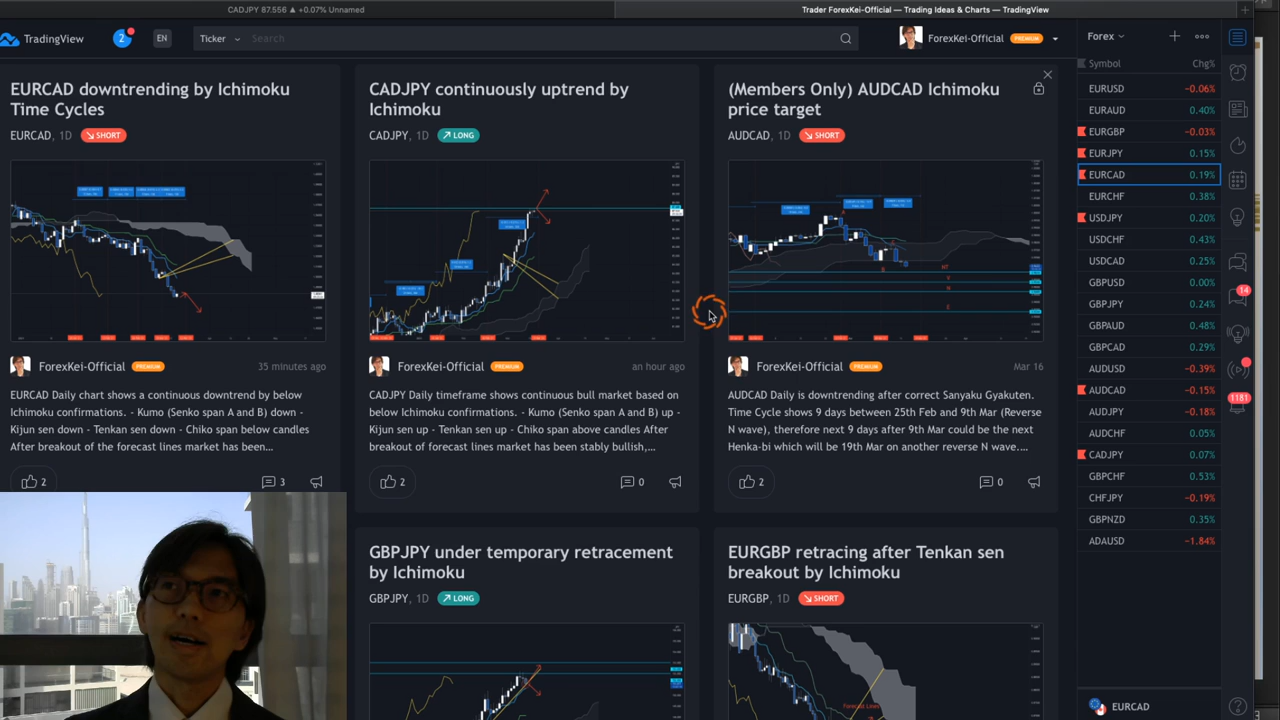 CADJPY 87.556 ▲ +0.07% Unnamed
Trader ForexKei-Official — Trading Ideas & Charts — TradingView
TradingView
2
EN
Ticker
Search
ForexKei-Official PREMIUM
EURCAD downtrending by Ichimoku
Time Cycles
EURCAD, 1D SHORT
ForexKei-Official PREMIUM 35 minutes ago
EURCAD Daily chart shows a continuous downtrend by below
Ichimoku confirmations. - Kumo (Senko span A and B) down -
Kijun sen down - Tenkan sen down - Chiko span below candles
After breakout of the forecast lines market has been...
2
3
CADJPY continuously uptrend by
Ichimoku
CADJPY, 1D LONG
ForexKei-Official PREMIUM an hour ago
CADJPY Daily timeframe shows continuous bull market based on
below Ichimoku confirmations. - Kumo (Senko span A and B) up -
Kijun sen up - Tenkan sen up - Chiko span above candles After
breakout of forecast lines market has been stably bullish,...
2
0
(Members Only) AUDCAD Ichimoku
price target
AUDCAD, 1D SHORT
ForexKei-Official PREMIUM Mar 16
AUDCAD Daily is downtrending after correct Sanyaku Gyakuten.
Time Cycle shows 9 days between 25th Feb and 9th Mar (Reverse
N wave), therefore next 9 days after 9th Mar could be the next
Henka-bi which will be 19th Mar on another reverse N wave....
2
0
GBPJPY under temporary retracement
by Ichimoku
GBPJPY, 1D LONG
EURGBP retracing after Tenkan sen
breakout by Ichimoku
EURGBP, 1D SHORT
Forecast Lines
Forex
Symbol Chg%
EURUSD −0.06%
EURAUD 0.40%
EURGBP −0.03%
EURJPY 0.15%
EURCAD 0.19%
EURCHF 0.38%
USDJPY 0.20%
USDCHF 0.43%
USDCAD 0.25%
GBPUSD 0.00%
GBPJPY 0.24%
GBPAUD 0.48%
GBPCAD 0.29%
AUDUSD −0.39%
AUDCAD −0.15%
AUDJPY −0.18%
AUDCHF 0.05%
CADJPY 0.07%
GBPCHF 0.53%
CHFJPY −0.19%
GBPNZD 0.35%
ADAUSD −1.84%
EURCAD
14
1181